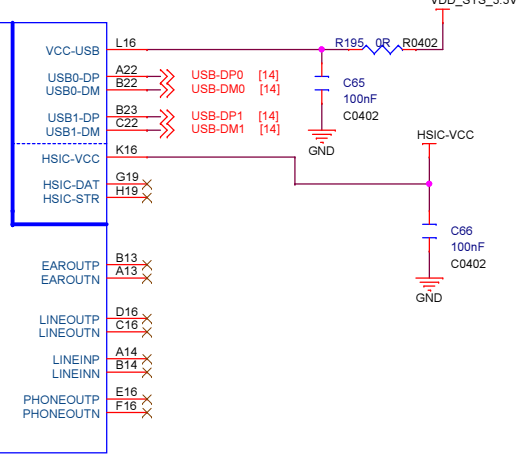 VDD_SYS_3.3V
VCC-USB L16 R195 0R R0402
USB0-DP A22 USB-DP0 [14]
USB0-DM B22 USB-DM0 [14]
C65
100nF
C0402
USB1-DP B23 USB-DP1 [14]
USB1-DM C22 USB-DM1 [14]
GND
HSIC-VCC K16
HSIC-VCC
HSIC-DAT G19
HSIC-STR H19
C66
100nF
C0402
GND
EAROUTP B13
EAROUTN A13
LINEOUTP D16
LINEOUTN C16
LINEINP A14
LINEINN B14
PHONEOUTP E16
PHONEOUTN F16